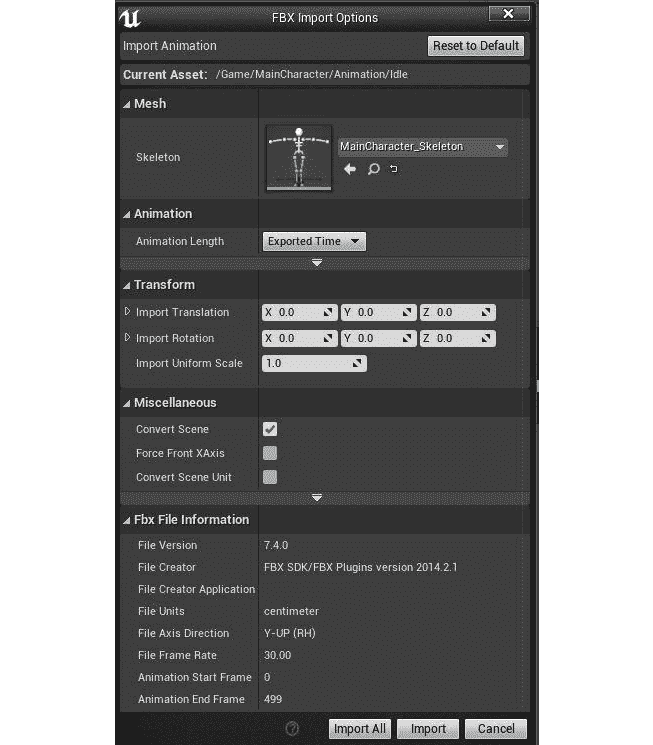 FBX Import Options
Import Animation Reset to Default
Current Asset: /Game/MainCharacter/Animation/Idle
Mesh
Skeleton MainCharacter_Skeleton
Animation
Animation Length Exported Time
Transform
Import Translation X 0.0 Y 0.0 Z 0.0
Import Rotation X 0.0 Y 0.0 Z 0.0
Import Uniform Scale 1.0
Miscellaneous
Convert Scene
Force Front XAxis
Convert Scene Unit
Fbx File Information
File Version 7.4.0
File Creator FBX SDK/FBX Plugins version 2014.2.1
File Creator Application
File Units centimeter
File Axis Direction Y-UP (RH)
File Frame Rate 30.00
Animation Start Frame 0
Animation End Frame 499
? Import All Import Cancel